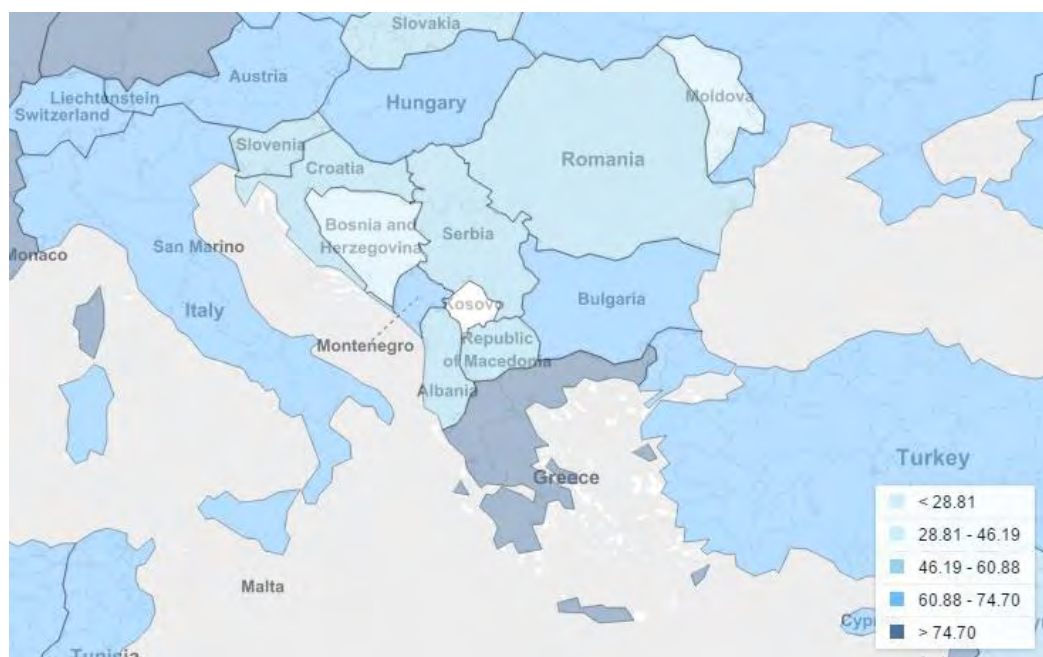 Slovakia
Austria
Liechtenstein
Switzerland
Hungary
Moldova
Slovenia
Croatia
Romania
Bosnia and
Herzegovina
Serbia
Monaco
San Marino
Italy
Kosovo
Bulgaria
Montenegro
Republic
of Macedonia
Albania
Greece
Turkey
Malta
Tunisia
Cyp
< 28.81
28.81 - 46.19
46.19 - 60.88
60.88 - 74.70
> 74.70